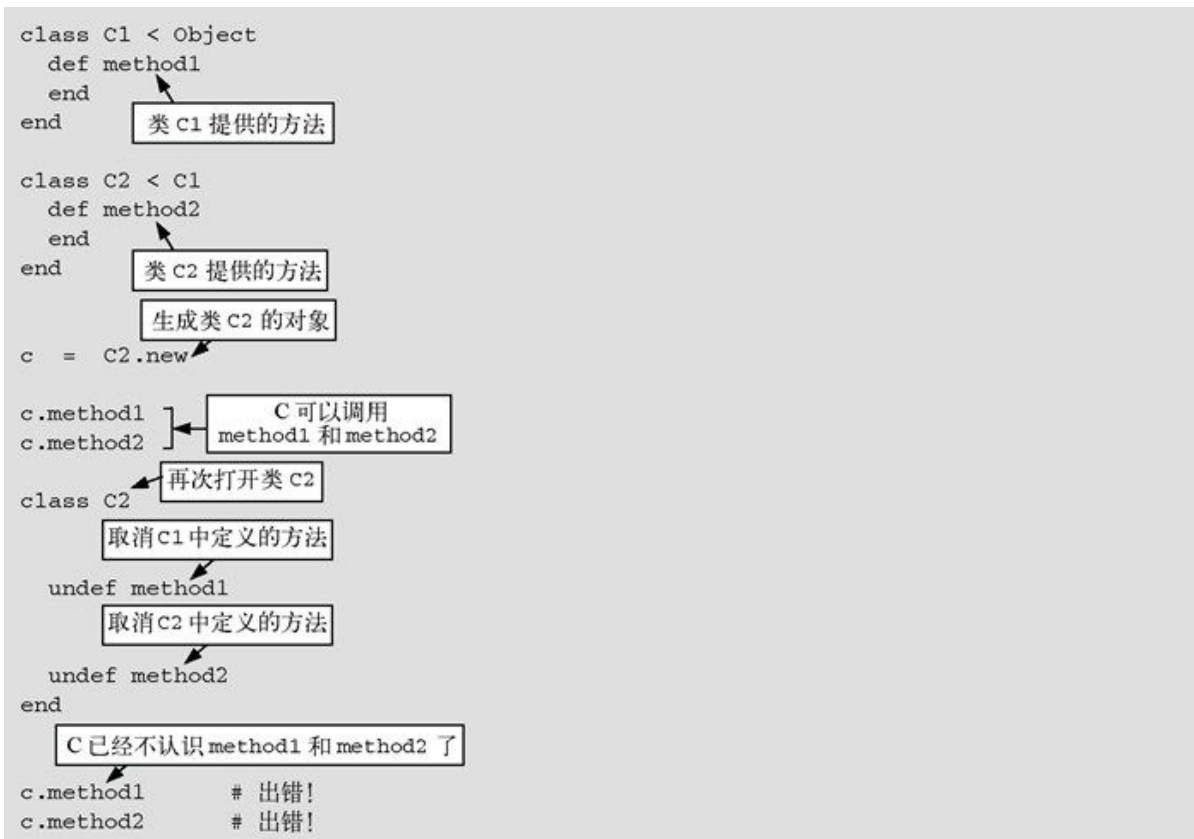 class C1 < Object
  def method1
  end
end
类 C1 提供的方法
class C2 < C1
  def method2
  end
end
类 C2 提供的方法
生成类 C2 的对象
c  =  C2.new
c.method1
c.method2
C 可以调用
method1 和 method2
再次打开类 C2
class C2
取消 C1 中定义的方法
  undef method1
取消 C2 中定义的方法
  undef method2
end
C 已经不认识 method1 和 method2 了
c.method1      # 出错!
c.method2      # 出错!